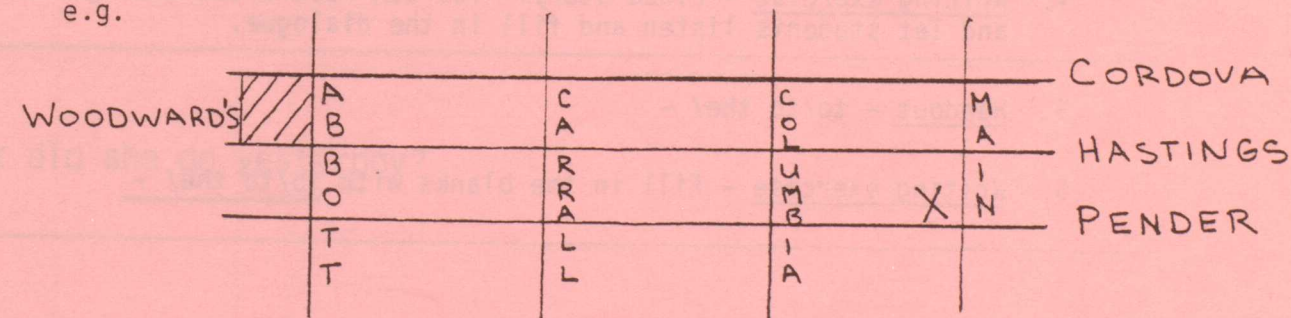 e.g.
CORDOVA
WOODWARD'S
HASTINGS
PENDER
ABBOTT
CARRALL
COLUMBIA
MAIN
X